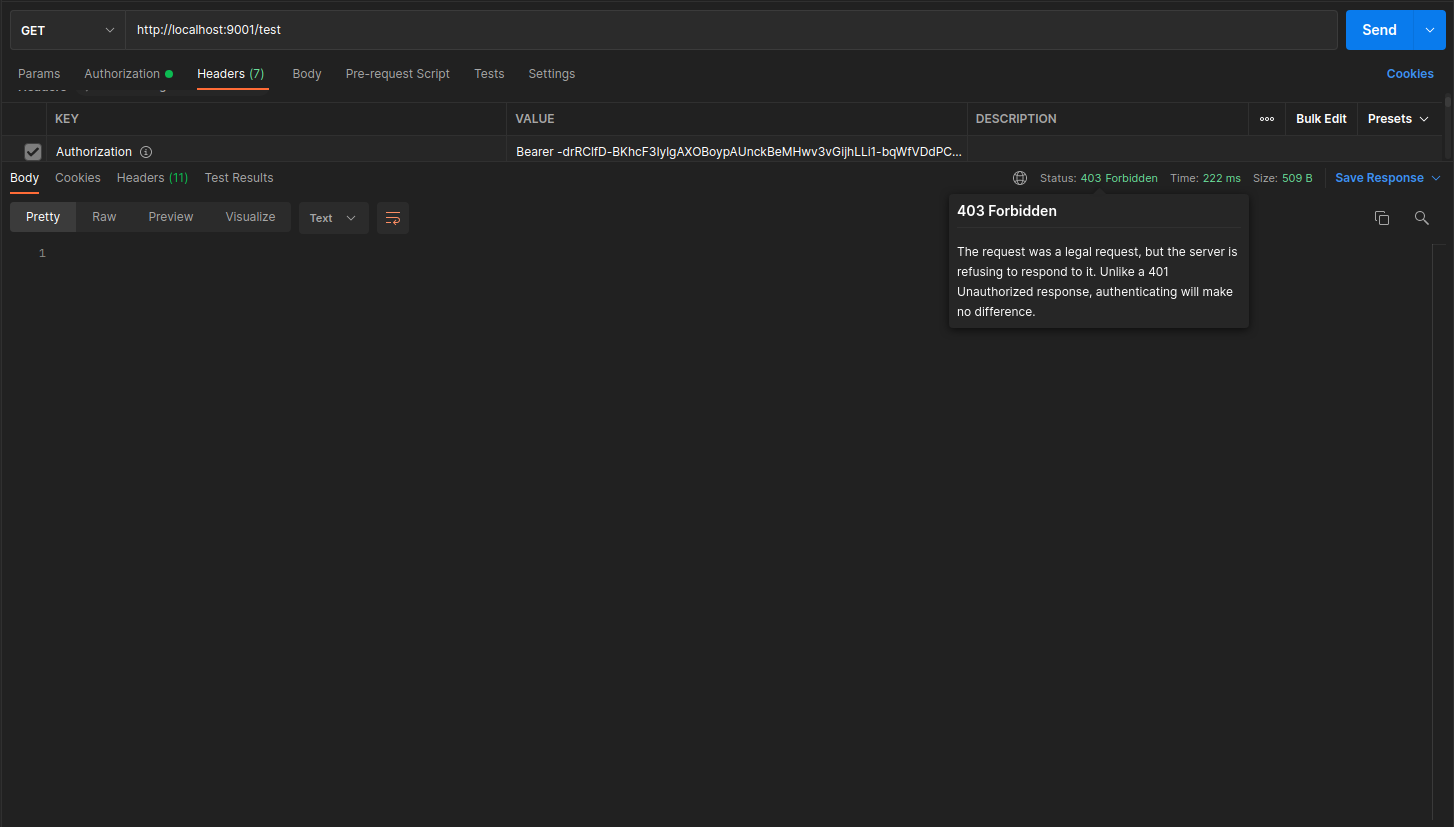 GET http://localhost:9001/test Send
Params Authorization Headers (7) Body Pre-request Script Tests Settings Cookies
KEY VALUE DESCRIPTION Bulk Edit Presets
Authorization Bearer -drRClfD-BKhcF3lylgAXOBoypAUnckBeMHwv3vGijhLLi1-bqWfVDdPC...
Body Cookies Headers (11) Test Results Status: 403 Forbidden Time: 222 ms Size: 509 B Save Response
Pretty Raw Preview Visualize Text
403 Forbidden
1
The request was a legal request, but the server is
refusing to respond to it. Unlike a 401
Unauthorized response, authenticating will make
no difference.